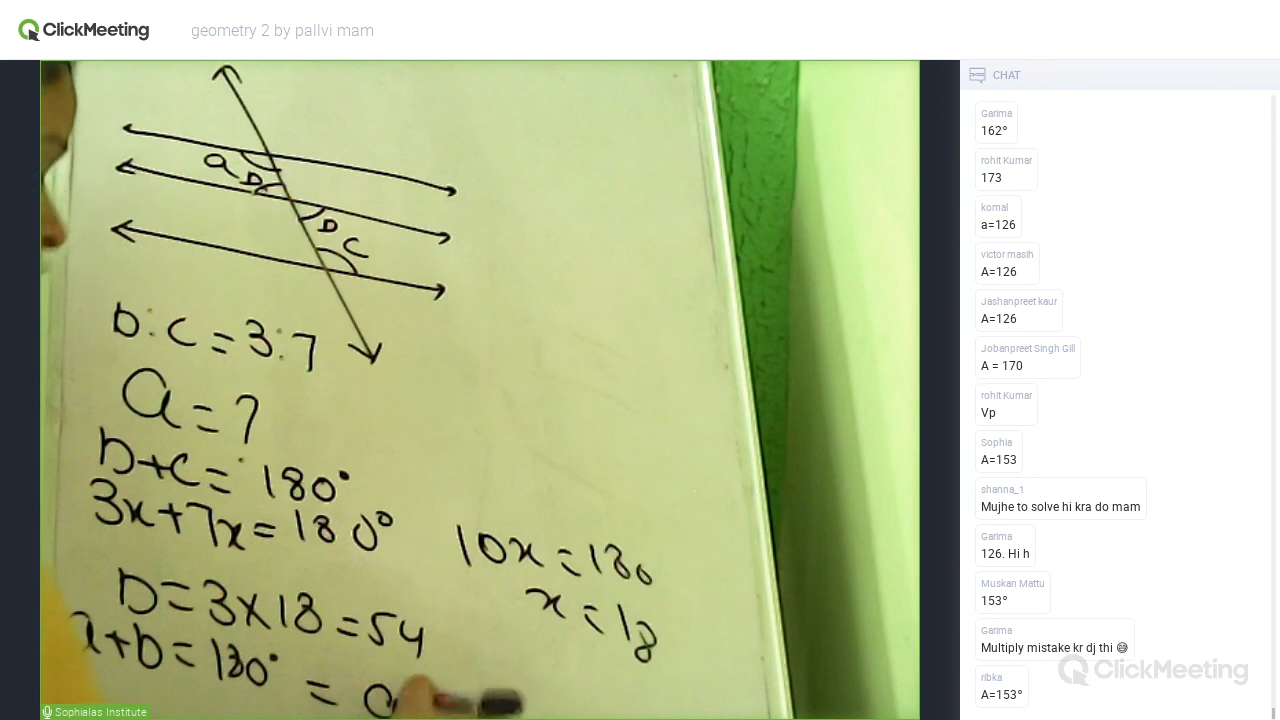 ClickMeeting
geometry 2 by pallvi mam
a
b
b
c
b:c = 3:7
a = ?
b+c = 180°
3x+7x = 180°
10x = 180
x = 18
b = 3×18 = 54
a+b = 180°
= a
Sophialas Institute
CHAT
Garima
162°
rohit Kumar
173
komal
a=126
victor masih
A=126
Jashanpreet kaur
A=126
Jobanpreet Singh Gill
A = 170
rohit Kumar
Vp
Sophia
A=153
shanna_1
Mujhe to solve hi kra do mam
Garima
126. Hi h
Muskan Mattu
153°
Garima
Multiply mistake kr dj thi 😅
ribka
A=153°
ClickMeeting